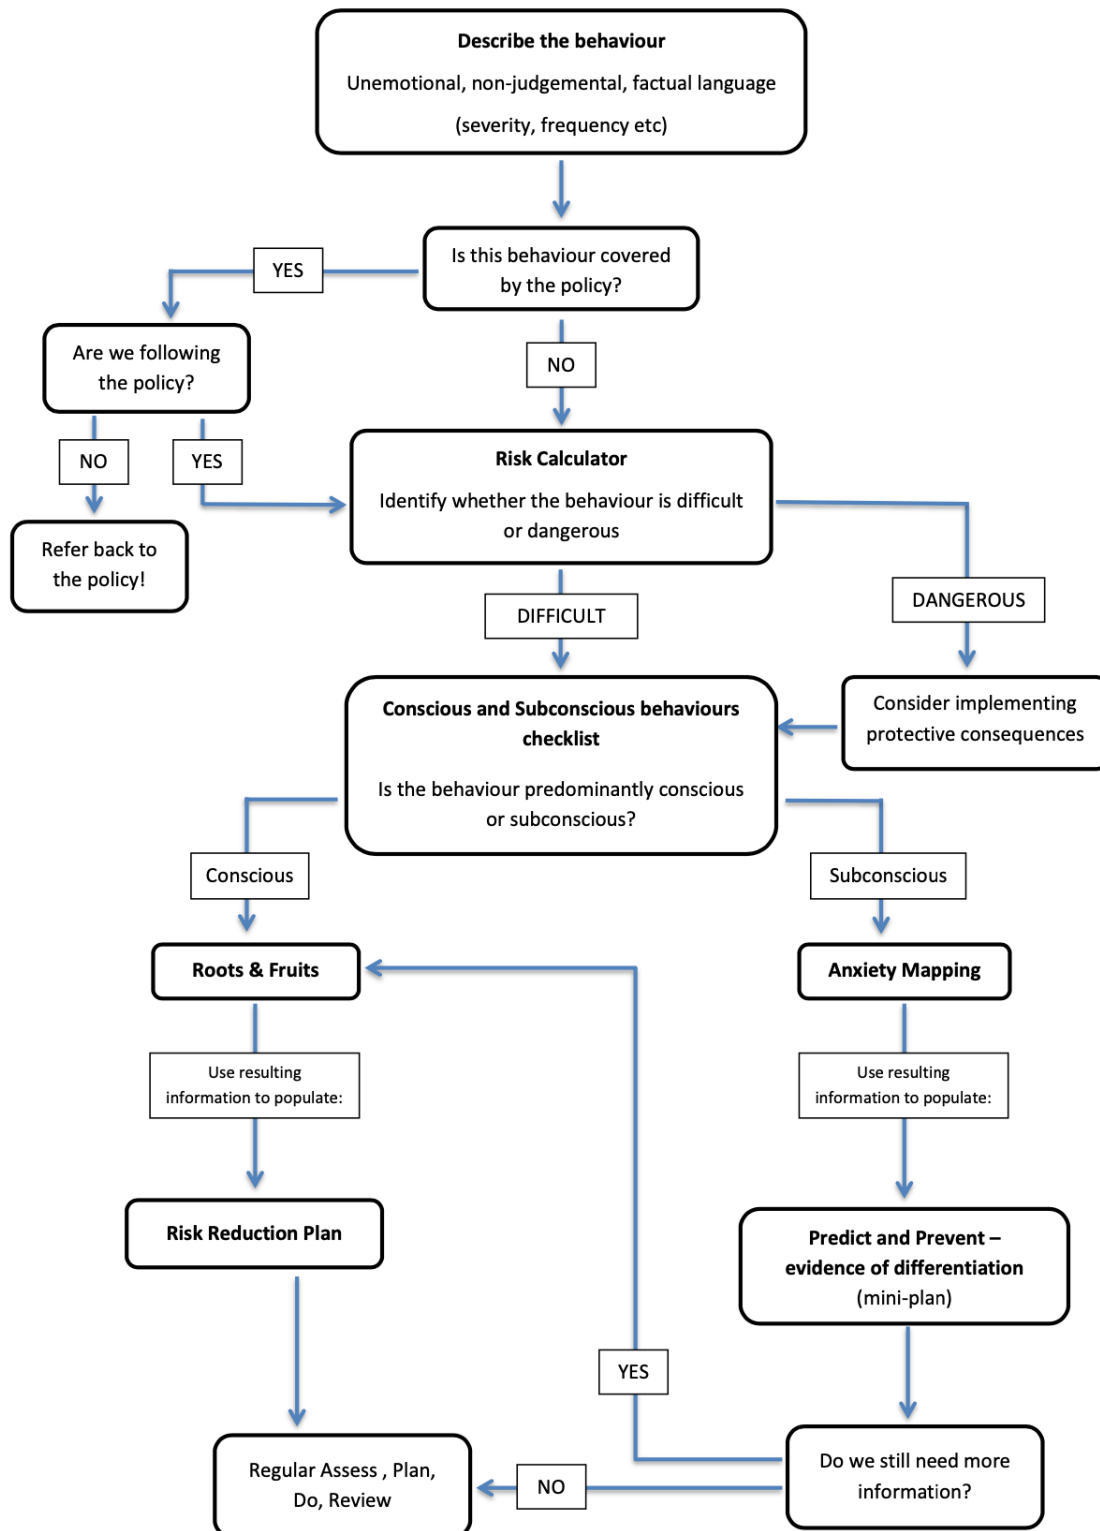 Describe the behaviour
Unemotional, non-judgemental, factual language
(severity, frequency etc)
Is this behaviour covered
by the policy?
YES
Are we following
the policy?
NO
NO
YES
Risk Calculator
Identify whether the behaviour is difficult
or dangerous
Refer back to
the policy!
DIFFICULT
DANGEROUS
Conscious and Subconscious behaviours
checklist
Is the behaviour predominantly conscious
or subconscious?
Consider implementing
protective consequences
Conscious
Subconscious
Roots & Fruits
Anxiety Mapping
Use resulting
information to populate:
Use resulting
information to populate:
Risk Reduction Plan
Predict and Prevent –
evidence of differentiation
(mini-plan)
YES
Regular Assess , Plan,
Do, Review
NO
Do we still need more
information?